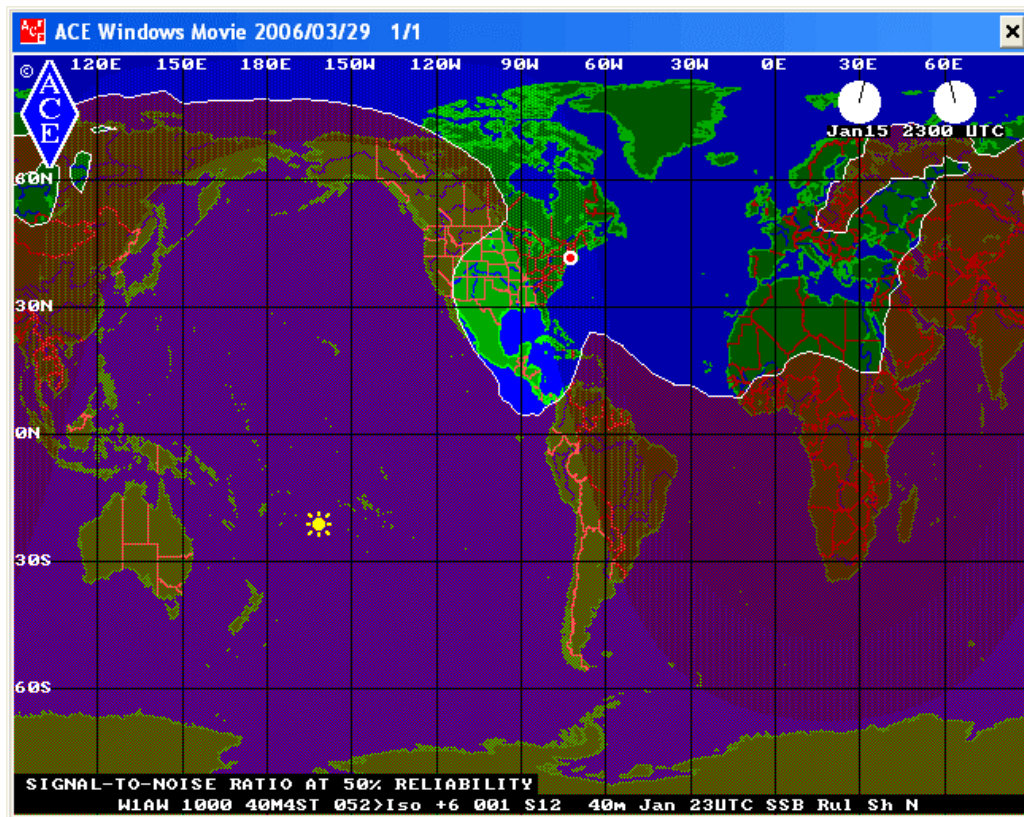 ACE Windows Movie 2006/03/29 1/1
120E 150E 180E 150W 120W 90W 60W 30W 0E 30E 60E
©
A
C
E
Jan15 2300 UTC
60N
30N
0N
30S
60S
SIGNAL-TO-NOISE RATIO AT 50% RELIABILITY
W1AW 1000 40M4ST 052>Iso +6 001 S12 40m Jan 23UTC SSB Rul Sh N